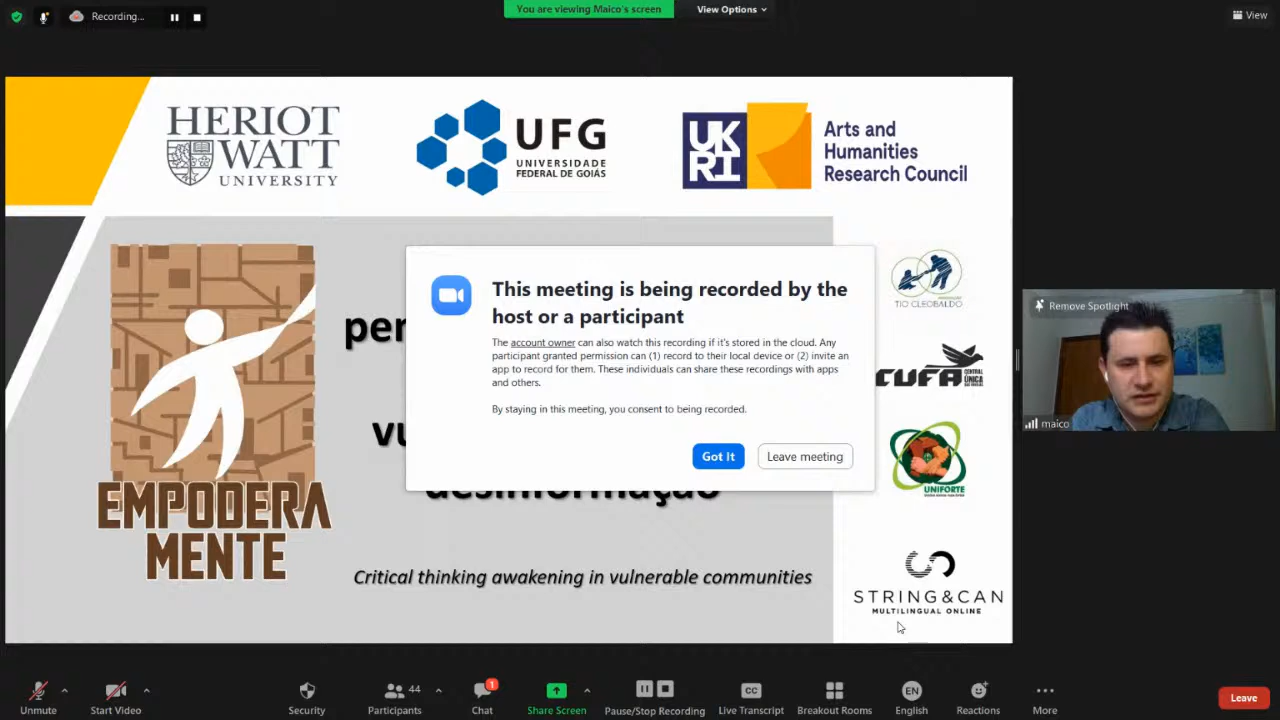 Recording...
You are viewing Maico's screen
View Options
View
HERIOT
WATT
UNIVERSITY
UFG
UNIVERSIDADE
FEDERAL DE GOIÁS
UK
RI
Arts and
Humanities
Research Council
This meeting is being recorded by the
host or a participant
The account owner can also watch this recording if it's stored in the cloud. Any
participant granted permission can (1) record to their local device or (2) invite an
app to record for them. These individuals can share these recordings with apps
and others.
By staying in this meeting, you consent to being recorded.
Got It
Leave meeting
desinformação
EMPODERA
MENTE
Critical thinking awakening in vulnerable communities
TIO CLEOBALDO
CUFA
UNIFORTE
STRING&CAN
MULTILINGUAL ONLINE
Remove Spotlight
maico
Unmute
Start Video
Security
44
Participants
1
Chat
Share Screen
Pause/Stop Recording
CC
Live Transcript
Breakout Rooms
EN
English
Reactions
More
Leave